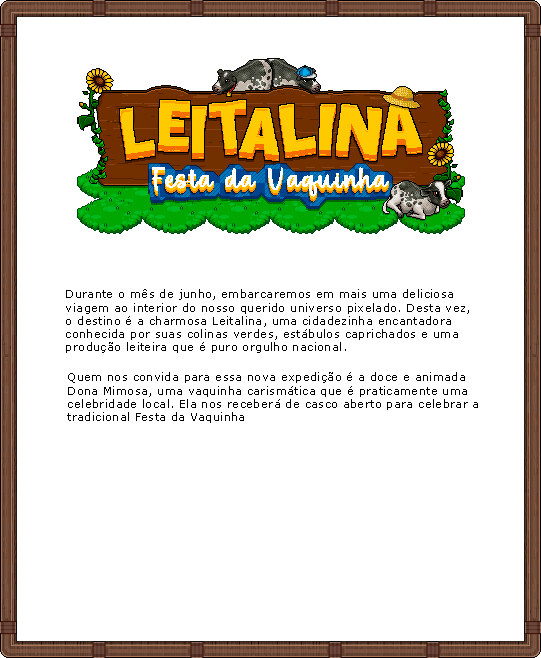 LEITALINA
Festa da Vaquinha
Durante o mês de junho, embarcaremos em mais uma deliciosa
viagem ao interior do nosso querido universo pixelado. Desta vez,
o destino é a charmosa Leitalina, uma cidadezinha encantadora
conhecida por suas colinas verdes, estábulos caprichados e uma
produção leiteira que é puro orgulho nacional.
Quem nos convida para essa nova expedição é a doce e animada
Dona Mimosa, uma vaquinha carismática que é praticamente uma
celebridade local. Ela nos receberá de casco aberto para celebrar a
tradicional Festa da Vaquinha